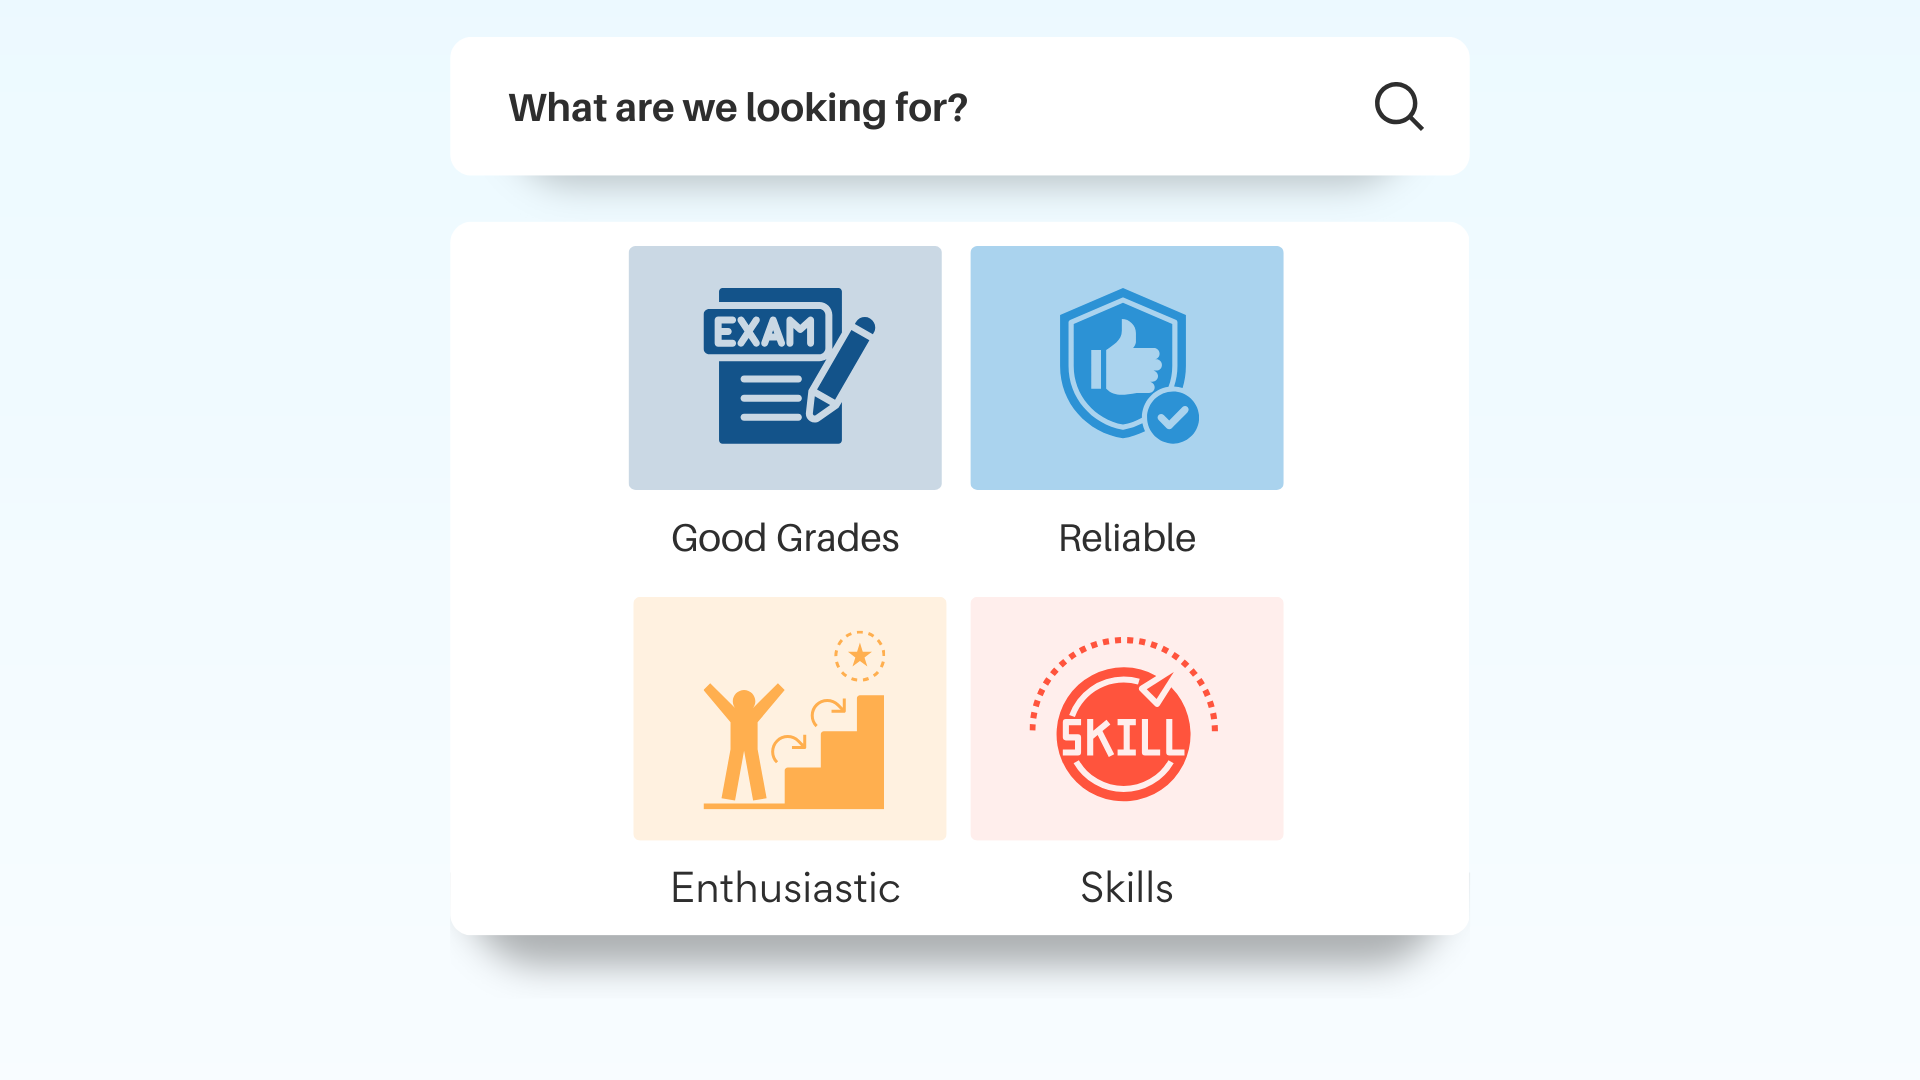 What are we looking for?
EXAM
Good Grades
Reliable
SKILL
Enthusiastic
Skills